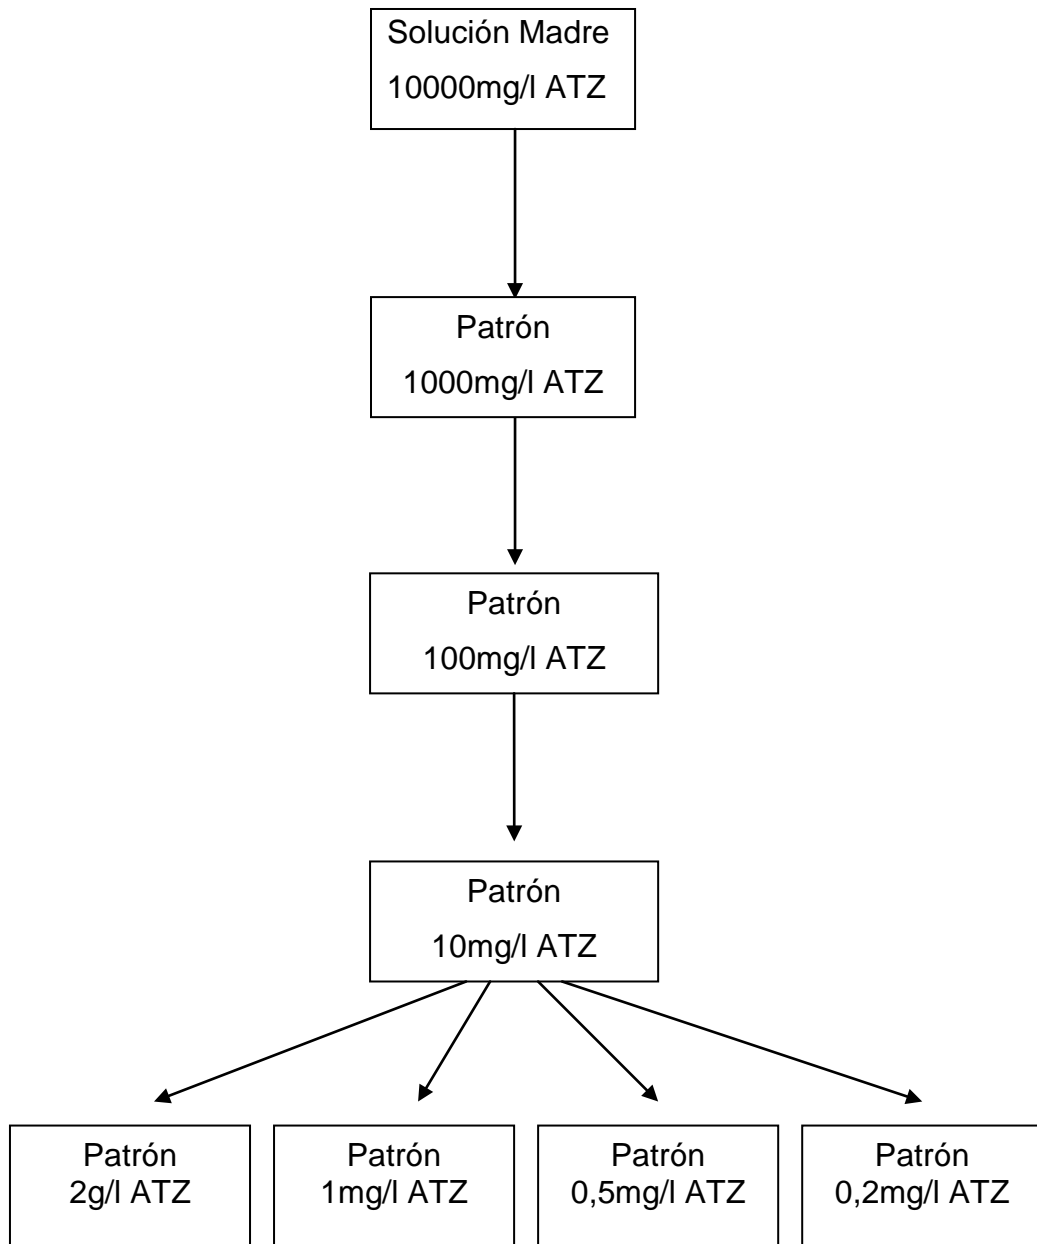 Solución Madre
10000mg/l ATZ
Patrón
1000mg/l ATZ
Patrón
100mg/l ATZ
Patrón
10mg/l ATZ
Patrón
2g/l ATZ
Patrón
1mg/l ATZ
Patrón
0,5mg/l ATZ
Patrón
0,2mg/l ATZ